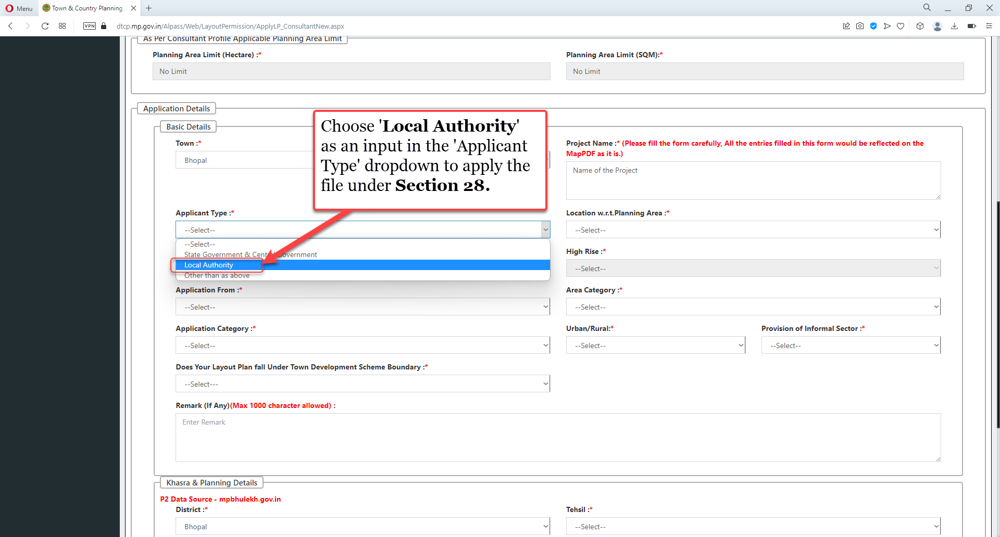 Menu
Town & Country Planning,
VPN
dtcp.mp.gov.in/Alpass/Web/LayoutPermission/ApplyLP_ConsultantNew.aspx
As Per Consultant Profile Applicable Planning Area Limit
Planning Area Limit (Hectare) :*
Planning Area Limit (SQM):*
No Limit
No Limit
Application Details
Basic Details
Choose 'Local Authority'
as an input in the 'Applicant
Type' dropdown to apply the
file under Section 28.
Town :*
Bhopal
Project Name :* (Please fill the form carefully, All the entries filled in this form would be reflected on the
MapPDF as it is.)
Name of the Project
Applicant Type :*
Location w.r.t.Planning Area :*
--Select--
--Select--
--Select--
State Government & Central Government
Local Authority
Other than as above
High Rise :*
--Select--
Application From :*
Area Category :*
--Select--
--Select--
Application Category :*
Urban/Rural:*
Provision of Informal Sector :*
--Select--
--Select--
--Select--
Does Your Layout Plan fall Under Town Development Scheme Boundary :*
--Select---
Remark (If Any)(Max 1000 character allowed) :
Enter Remark
Khasra & Planning Details
P2 Data Source - mpbhulekh.gov.in
District :*
Tehsil :*
Bhopal
--Select--